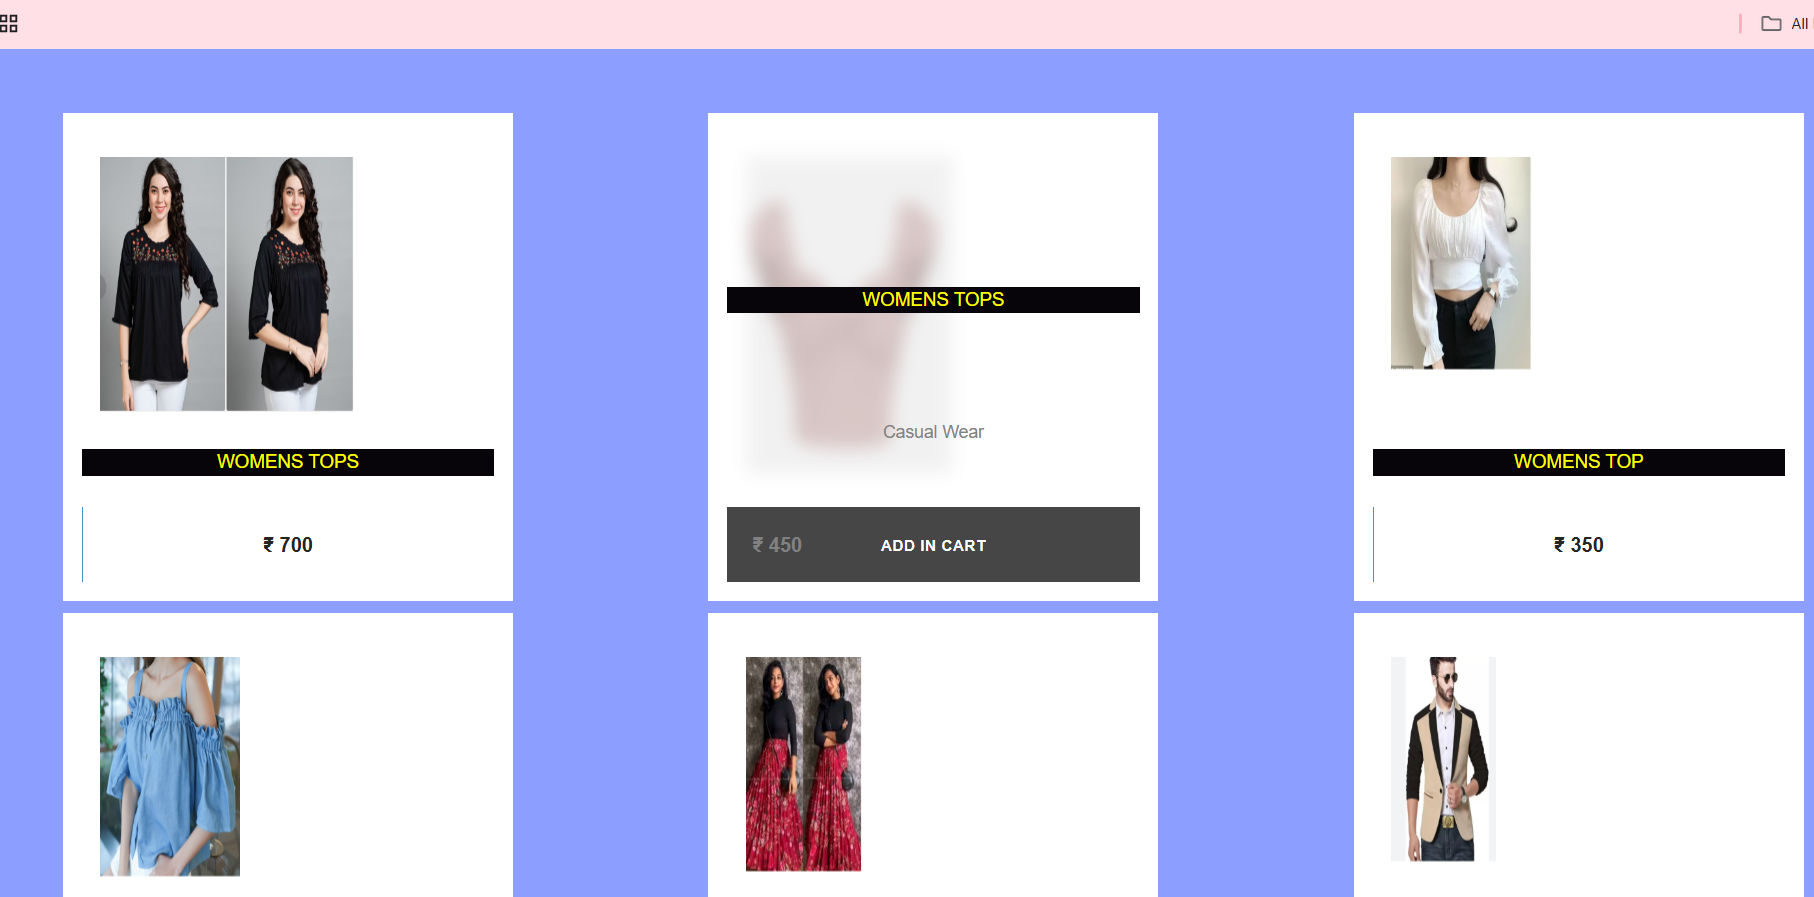 All
WOMENS TOPS
Casual Wear
WOMENS TOPS
WOMENS TOP
₹ 700
₹ 450
ADD IN CART
₹ 350